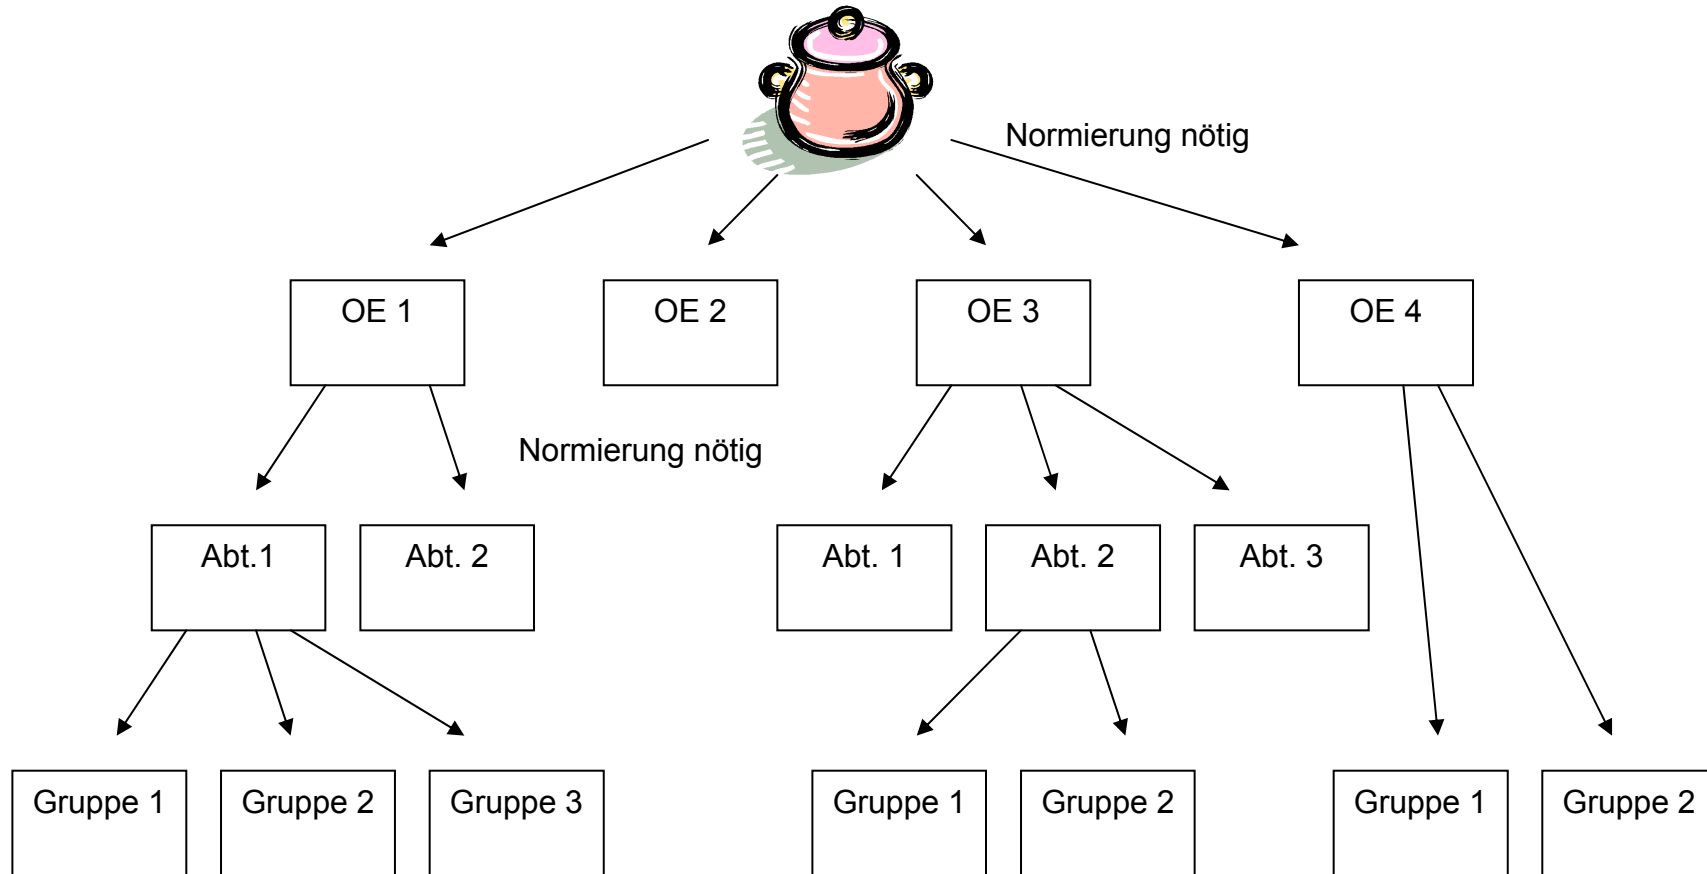 Normierung nötig
OE 1
OE 2
OE 3
OE 4
Normierung nötig
Abt.1
Abt. 2
Abt. 1
Abt. 2
Abt. 3
Gruppe 1
Gruppe 2
Gruppe 3
Gruppe 1
Gruppe 2
Gruppe 1
Gruppe 2